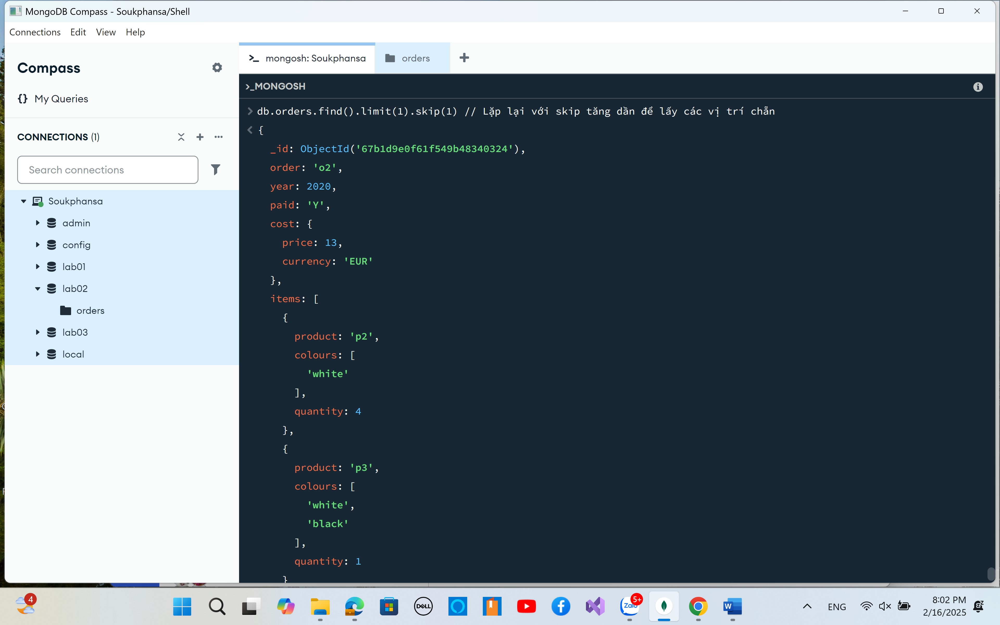 MongoDB Compass - Soukphansa/Shell
Connections Edit View Help
Compass
{} My Queries
CONNECTIONS (1)
Search connections
Soukphansa
admin
config
lab01
lab02
orders
lab03
local
>_ mongosh: Soukphansa
orders
>_MONGOSH
> db.orders.find().limit(1).skip(1) // Lặp lại với skip tăng dần để lấy các vị trí chẵn
< {
_id: ObjectId('67b1d9e0f61f549b48340324'),
order: 'o2',
year: 2020,
paid: 'Y',
cost: {
price: 13,
currency: 'EUR'
},
items: [
{
product: 'p2',
colours: [
'white'
],
quantity: 4
},
{
product: 'p3',
colours: [
'white',
'black'
],
quantity: 1
}
4
DELL
Zalo
5+
W
ENG
8:02 PM
2/16/2025